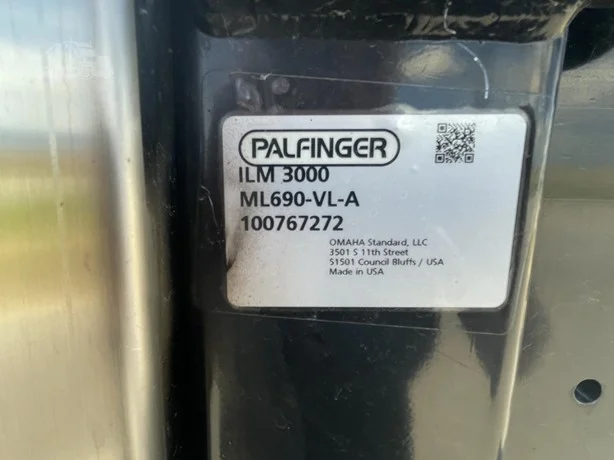 PALFINGER
ILM 3000
ML690-VL-A
100767272
OMAHA Standard, LLC
3501 S 11th Street
51501 Council Bluffs / USA
Made in USA